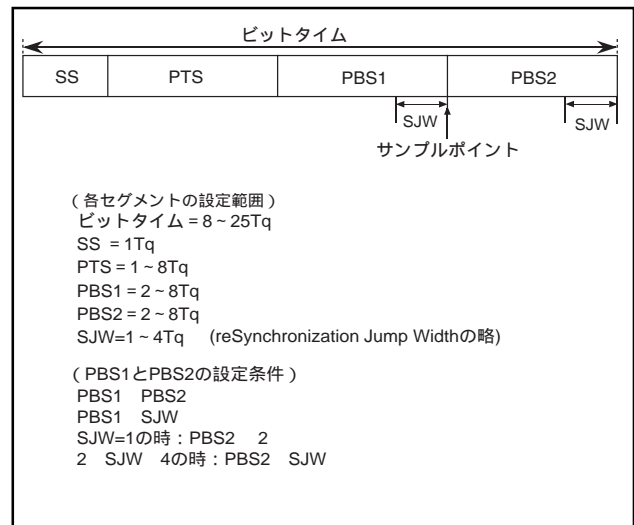 ビットタイム
SS PTS PBS1 PBS2
SJW SJW
サンプルポイント
(各セグメントの設定範囲)
ビットタイム = 8 ~ 25Tq
SS = 1Tq
PTS = 1 ~ 8Tq
PBS1 = 2 ~ 8Tq
PBS2 = 2 ~ 8Tq
SJW=1 ~ 4Tq (reSynchronization Jump Widthの略)
(PBS1とPBS2の設定条件)
PBS1 PBS2
PBS1 SJW
SJW=1の時:PBS2 2
2 SJW 4の時:PBS2 SJW